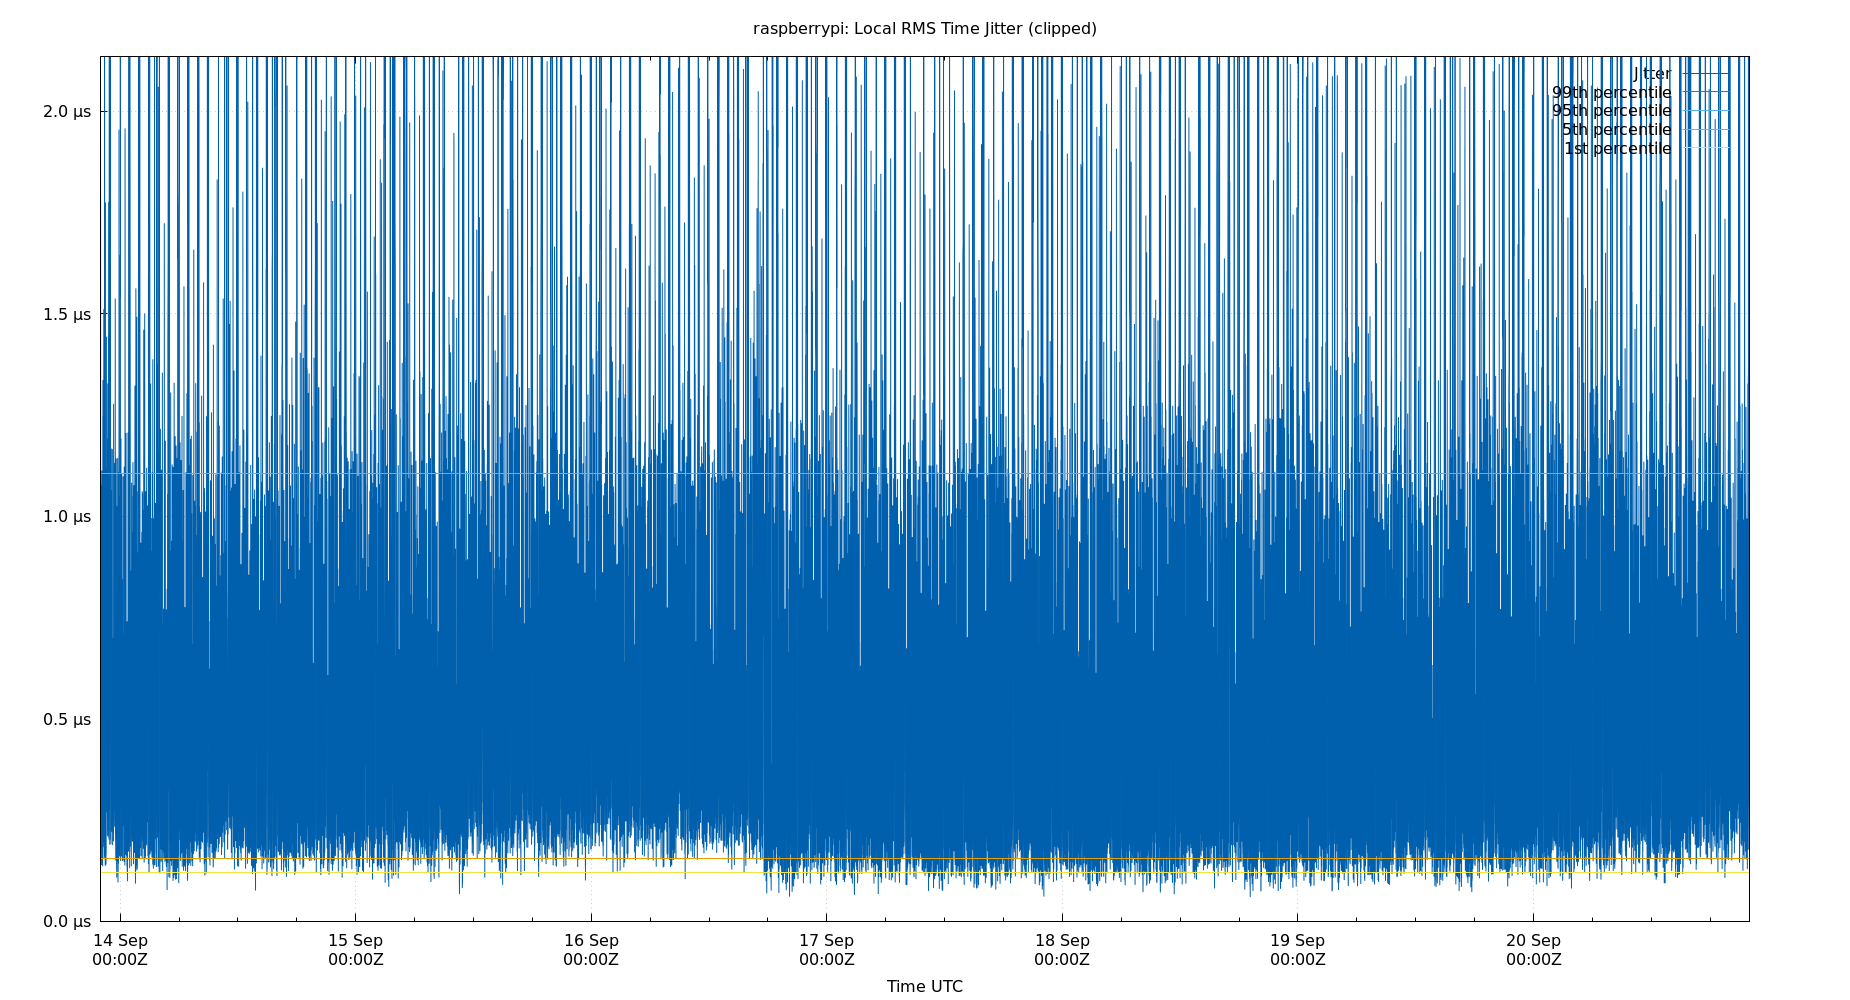 raspberrypi: Local RMS Time Jitter (clipped)
Jitter
99th percentile
95th percentile
5th percentile
1st percentile
2.0 μs
1.5 μs
1.0 μs
0.5 μs
0.0 μs
14 Sep 15 Sep 16 Sep 17 Sep 18 Sep 19 Sep 20 Sep
00:00Z 00:00Z 00:00Z 00:00Z 00:00Z 00:00Z 00:00Z
Time UTC